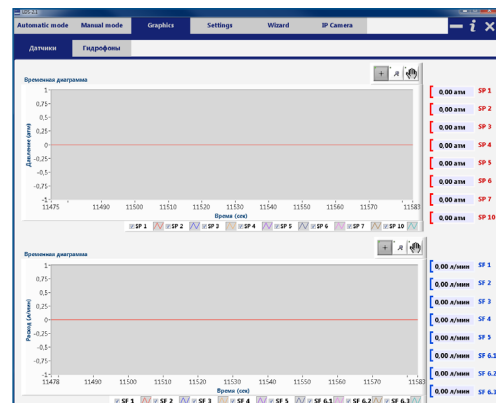 Automatic mode Manual mode Graphics Settings Wizard IP Camera
Датчики Гидрофоны
Временная диаграмма
1
0,75
0,5
0,25
0
-0,25
-0,5
-0,75
-1
Давление (атм)
11475 11490 11500 11510 11520 11530 11540 11550 11560 11570 11583
Время (сек)
SP 1 SP 2 SP 3 SP 4 SP 5 SP 6 SP 7 SP 10
0,00 атм SP 1
0,00 атм SP 2
0,00 атм SP 3
0,00 атм SP 4
0,00 атм SP 5
0,00 атм SP 6
0,00 атм SP 7
0,00 атм SP 10
Временная диаграмма
1
0,75
0,5
0,25
0
-0,25
-0,5
-0,75
-1
Расход (л/мин)
11478 11490 11500 11510 11520 11530 11540 11550 11560 11570 11583
Время (сек)
SF 1 SF 2 SF 3 SF 4 SF 5 SF 6.1 SF 6.2 SF 6.3
0,00 л/мин SF 1
0,00 л/мин SF 2
0,00 л/мин SF 3
0,00 л/мин SF 4
0,00 л/мин SF 5
0,00 л/мин SF 6.1
0,00 л/мин SF 6.2
0,00 л/мин SF 6.3